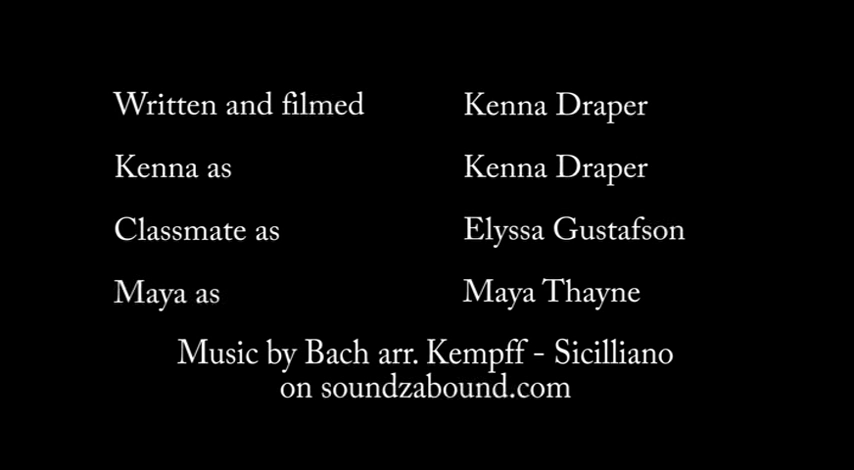 Written and filmed Kenna Draper
Kenna as Kenna Draper
Classmate as Elyssa Gustafson
Maya as Maya Thayne
Music by Bach arr. Kempff - Sicilliano
on soundzabound.com